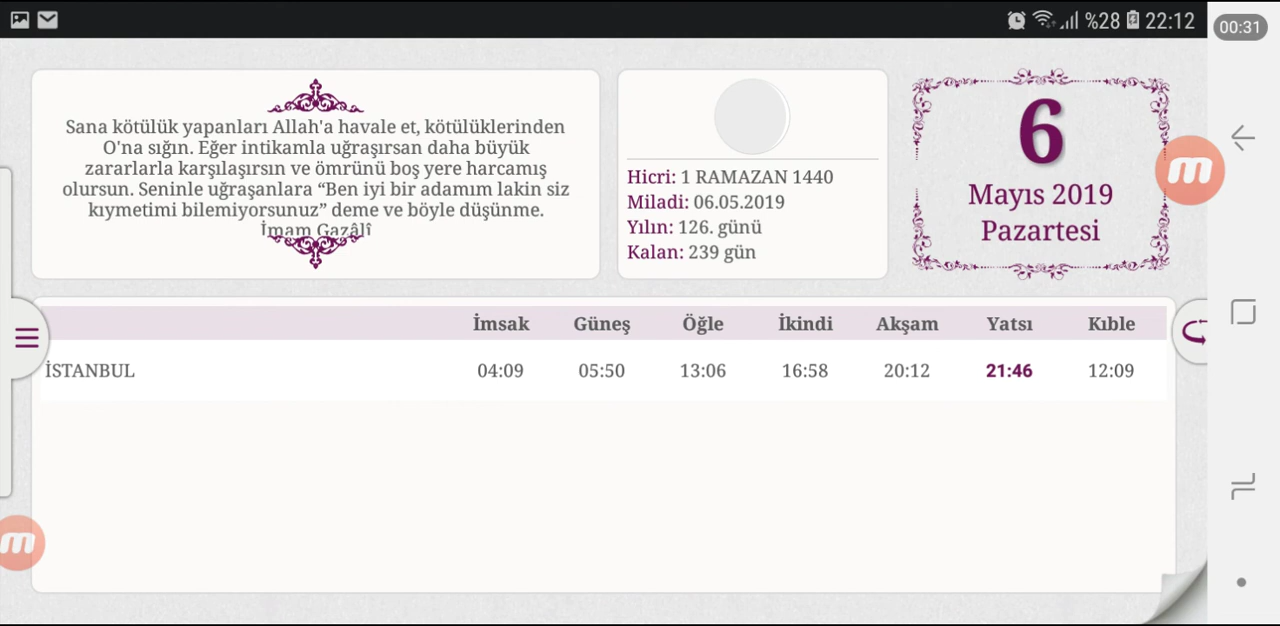 %28 22:12
00:31
Sana kötülük yapanları Allah'a havale et, kötülüklerinden
O'na sığın. Eğer intikamla uğraşırsan daha büyük
zararlarla karşılaşırsın ve ömrünü boş yere harcamış
olursun. Seninle uğraşanlara “Ben iyi bir adamım lakin siz
kıymetimi bilemiyorsunuz” deme ve böyle düşünme.
İmam Gazâlî
Hicri: 1 RAMAZAN 1440
Miladi: 06.05.2019
Yılın: 126. günü
Kalan: 239 gün
6
Mayıs 2019
Pazartesi
İmsak Güneş Öğle İkindi Akşam Yatsı Kıble
İSTANBUL 04:09 05:50 13:06 16:58 20:12 21:46 12:09